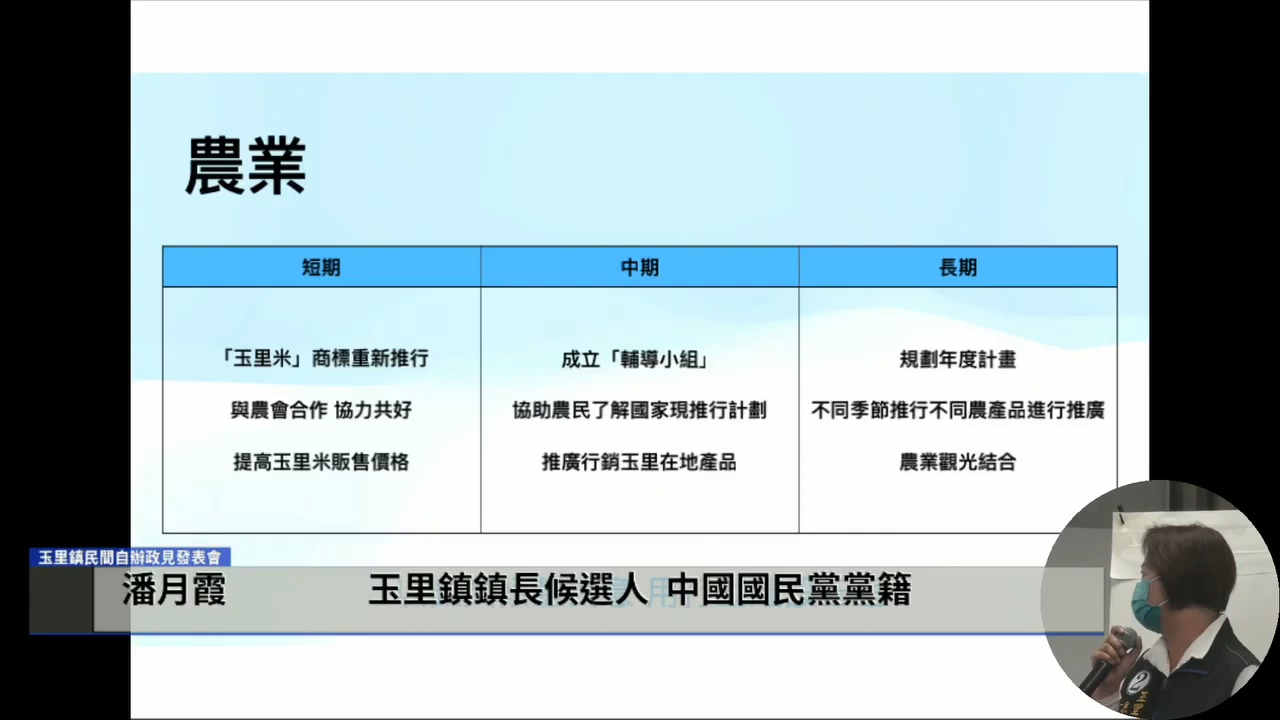 農業
短期
中期
長期
「玉里米」商標重新推行
成立「輔導小組」
規劃年度計畫
與農會合作 協力共好
協助農民了解國家現推行計劃
不同季節推行不同農產品進行推廣
提高玉里米販售價格
推廣行銷玉里在地產品
農業觀光結合
玉里鎮民間自辦政見發表會
潘月霞
玉里鎮鎮長候選人 中國國民黨黨籍
2
玉里